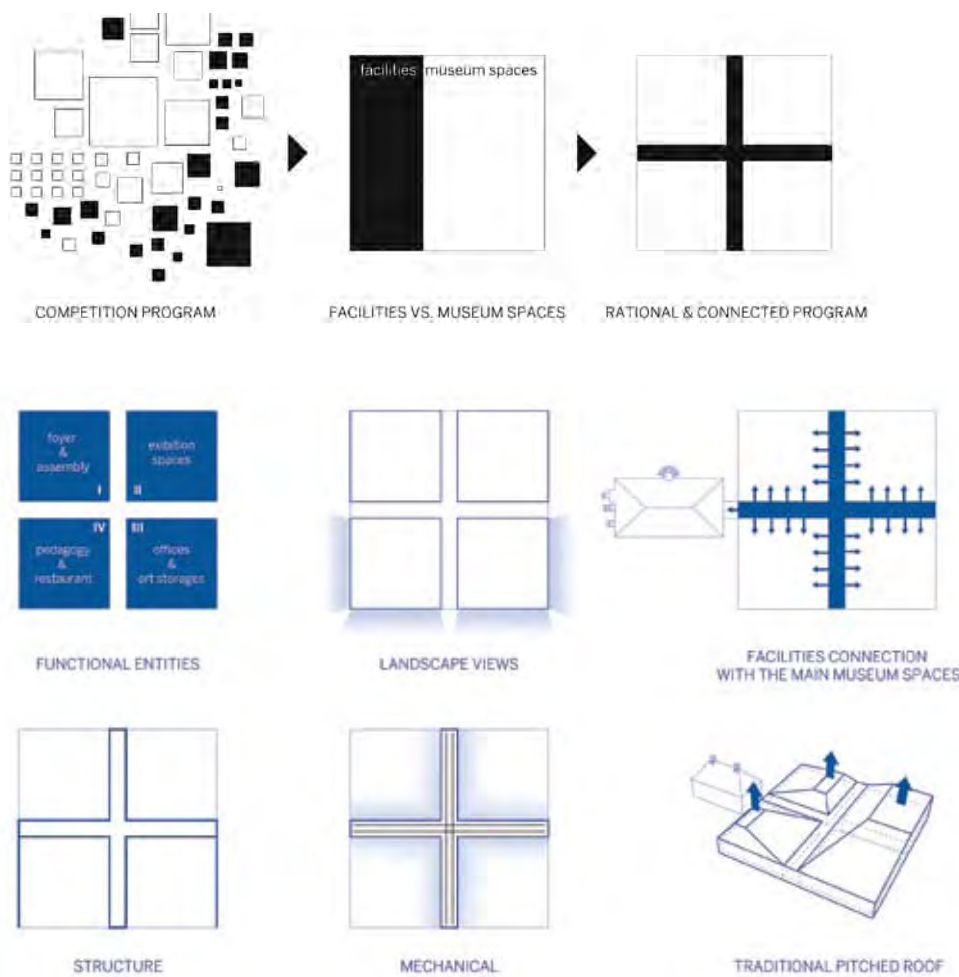 facilities museum spaces
COMPETITION PROGRAM
FACILITIES VS. MUSEUM SPACES
RATIONAL & CONNECTED PROGRAM
foyer
&
assembly
I
exibition
spaces
II
IV
pedagogy
&
restaurant
III
offices
&
art storages
FUNCTIONAL ENTITIES
LANDSCAPE VIEWS
FACILITIES CONNECTION
WITH THE MAIN MUSEUM SPACES
STRUCTURE
MECHANICAL
TRADITIONAL PITCHED ROOF